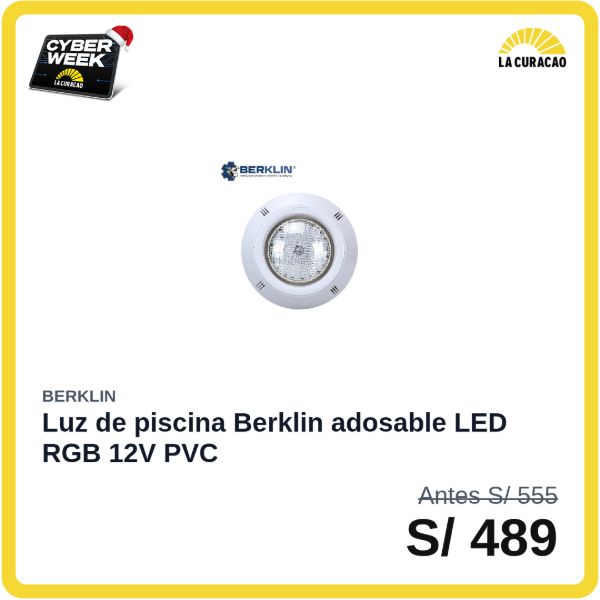 CYBER
WEEK
LA CURACAO
LA CURACAO
BERKLIN®
BERKLIN
Luz de piscina Berklin adosable LED
RGB 12V PVC
Antes S/ 555
S/ 489